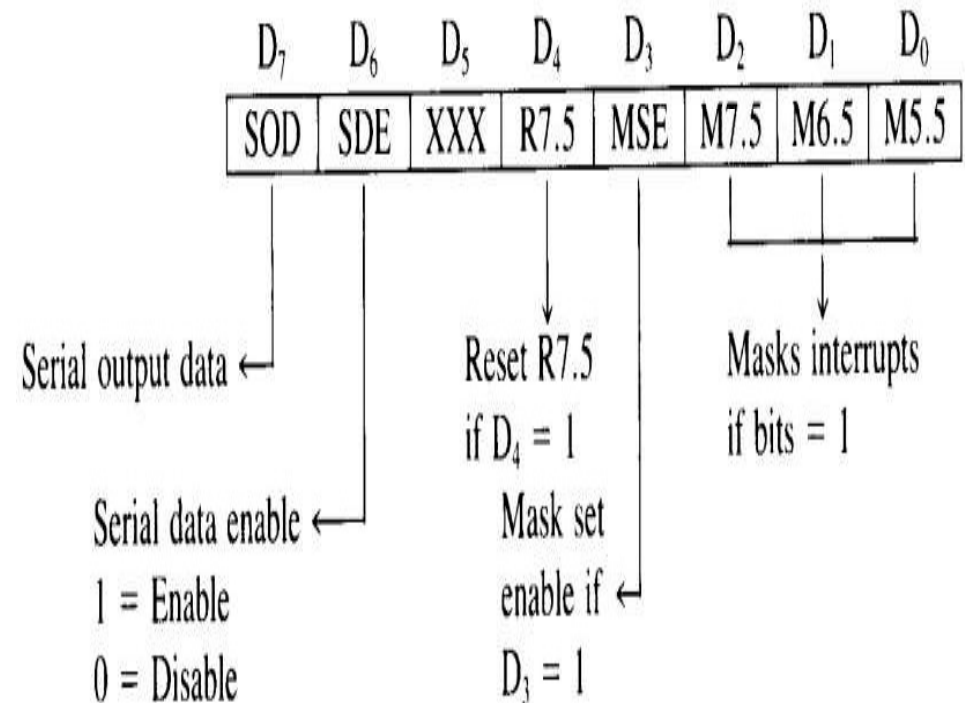 D₇ D₆ D₅ D₄ D₃ D₂ D₁ D₀
SOD SDE XXX R7.5 MSE M7.5 M6.5 M5.5
Serial output data
Reset R7.5
if D₄ = 1
Masks interrupts
if bits = 1
Serial data enable
1 = Enable
0 = Disable
Mask set
enable if
D₃ = 1